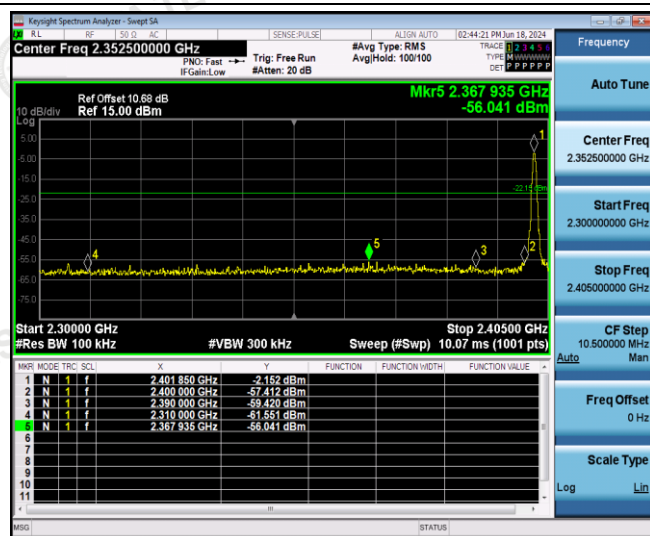 Keysight Spectrum Analyzer - Swept SA
RL RF 50 Ω AC SENSE:PULSE ALIGN AUTO 02:44:21 PM Jun 18, 2024
Center Freq 2.352500000 GHz
PNO: Fast
IFGain:Low
Trig: Free Run
#Atten: 20 dB
#Avg Type: RMS
Avg|Hold: 100/100
TRACE 1 2 3 4 5 6
TYPE MWWWWW
DET P P P P P P
Ref Offset 10.68 dB
10 dB/div Ref 15.00 dBm
Log
Mkr5 2.367 935 GHz
-56.041 dBm
5.00
-5.00
-15.0
-25.0
-35.0
-45.0
-55.0
-65.0
-75.0
1
2
3
4
5
Start 2.30000 GHz Stop 2.40500 GHz
#Res BW 100 kHz #VBW 300 kHz Sweep (#Swp) 10.07 ms (1001 pts)
MKR MODE TRC SCL X Y FUNCTION FUNCTION WIDTH FUNCTION VALUE
1 N 1 f 2.401 850 GHz -2.152 dBm
2 N 1 f 2.400 000 GHz -57.412 dBm
3 N 1 f 2.390 000 GHz -59.420 dBm
4 N 1 f 2.310 000 GHz -61.551 dBm
5 N 1 f 2.367 935 GHz -56.041 dBm
6
7
8
9
10
11
MSG STATUS
Frequency
Auto Tune
Center Freq
2.352500000 GHz
Start Freq
2.300000000 GHz
Stop Freq
2.405000000 GHz
CF Step
10.500000 MHz
Auto Man
Freq Offset
0 Hz
Scale Type
Log Lin